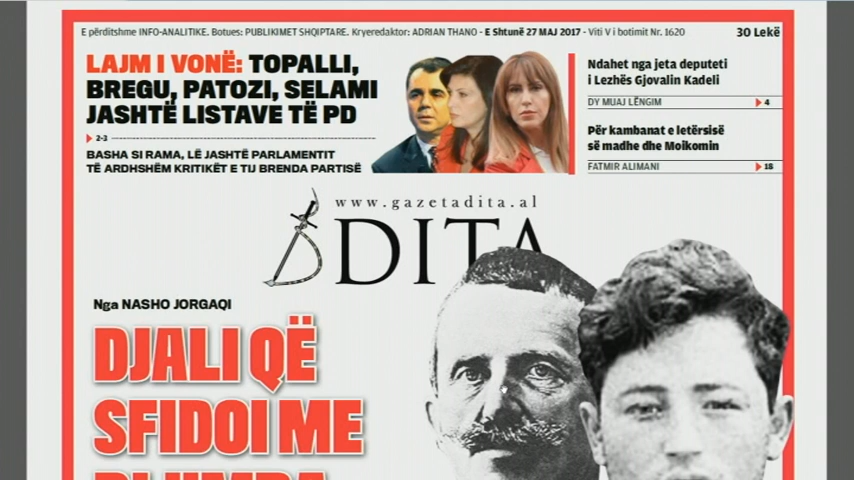 E përditshme INFO-ANALITIKE. Botues: PUBLIKIMET SHQIPTARE. Kryeredaktor: ADRIAN THANO - E Shtunë 27 MAJ 2017 - Viti V i botimit Nr. 1620
30 Lekë
LAJM I VONË: TOPALLI,
BREGU, PATOZI, SELAMI
JASHTË LISTAVE TË PD
2-3
BASHA SI RAMA, LË JASHTË PARLAMENTIT
TË ARDHSHËM KRITIKËT E TIJ BRENDA PARTISË
Ndahet nga jeta deputeti
i Lezhës Gjovalin Kadeli
DY MUAJ LËNGIM
4
Për kambanat e letërsisë
së madhe dhe Moikomin
FATMIR ALIMANI
18
www.gazetadita.al
DITA
Nga NASHO JORGAQI
DJALI QË
SFIDOI ME